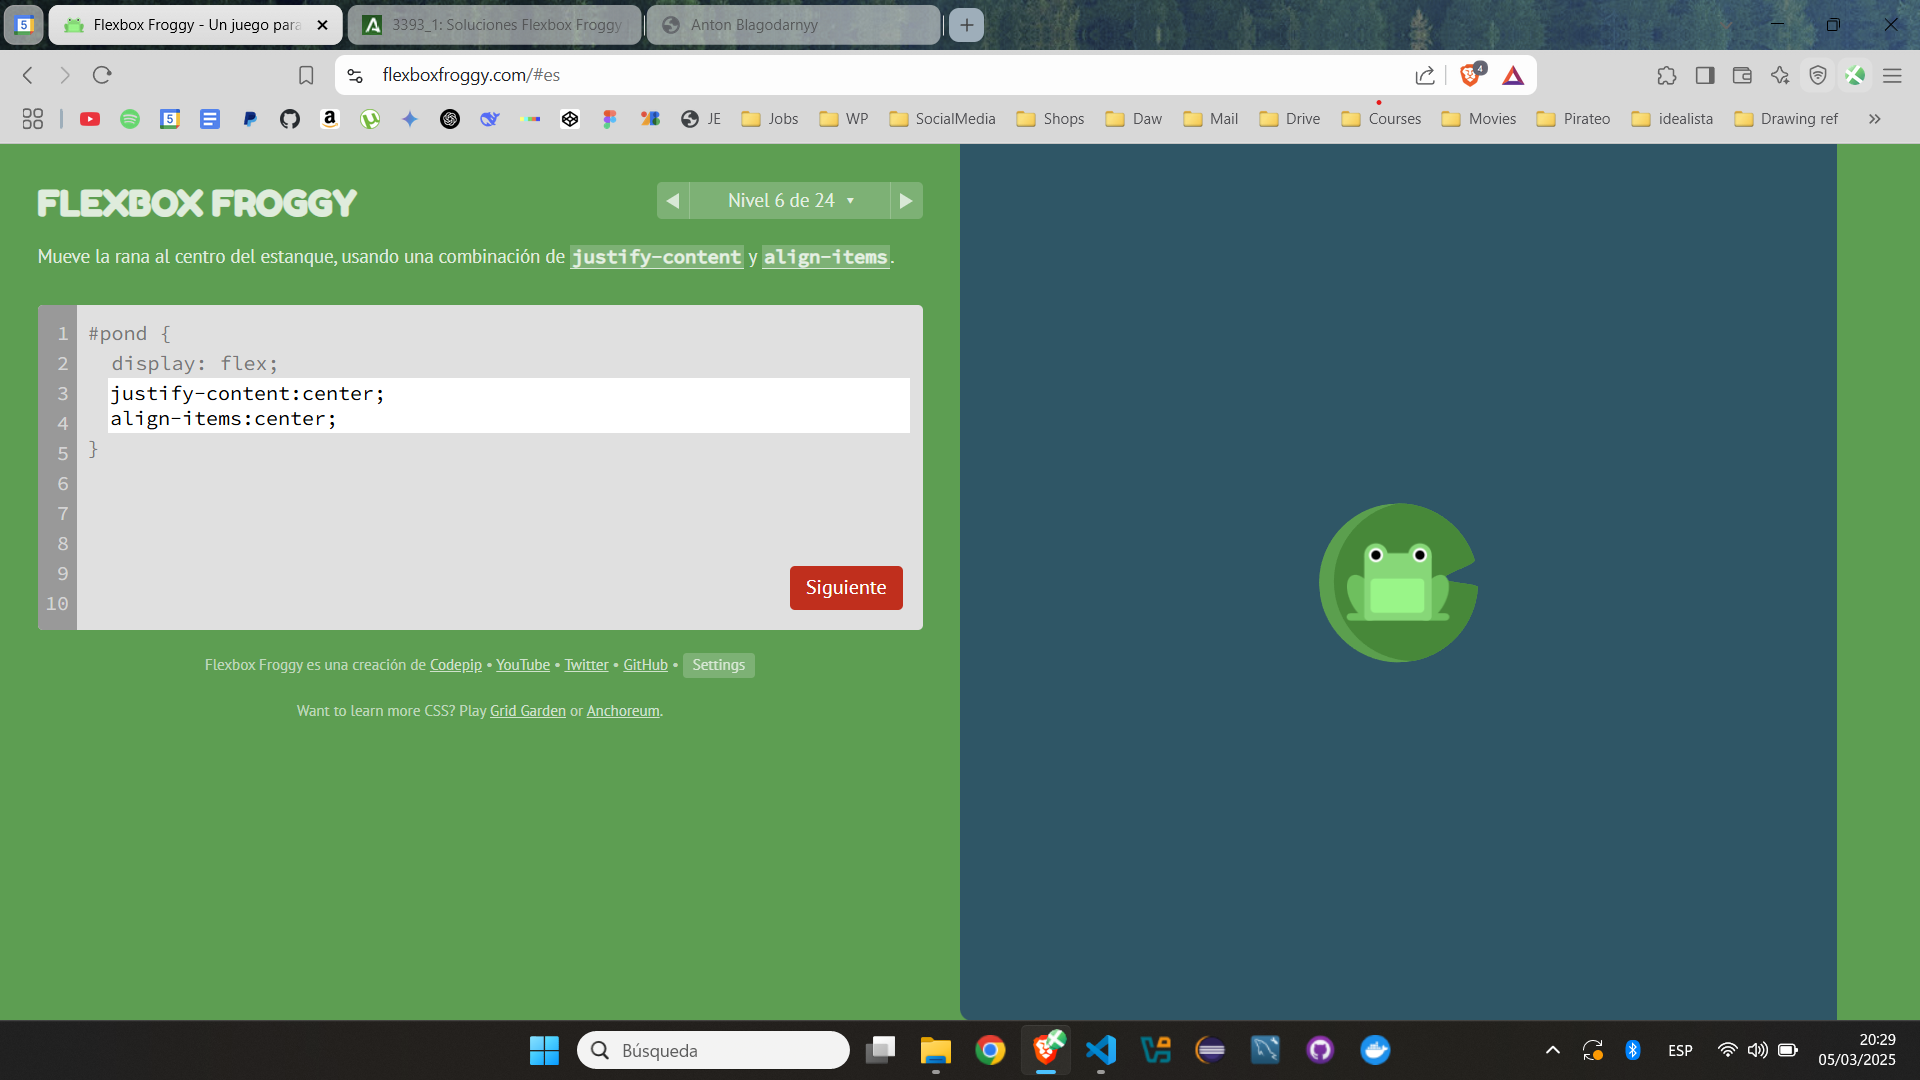 5
Flexbox Froggy - Un juego para
3393_1: Soluciones Flexbox Froggy
Anton Blagodarnyy
flexboxfroggy.com/#es
4
5
JE
Jobs
WP
SocialMedia
Shops
Daw
Mail
Drive
Courses
Movies
Pirateo
idealista
Drawing ref
FLEXBOX FROGGY
Nivel 6 de 24
Mueve la rana al centro del estanque, usando una combinación de justify-content y align-items.
1 #pond {
2 display: flex;
3 justify-content:center;
4 align-items:center;
5 }
6
7
8
9
10
Siguiente
Flexbox Froggy es una creación de Codepip • YouTube • Twitter • GitHub • Settings
Want to learn more CSS? Play Grid Garden or Anchoreum.
Búsqueda
ESP
20:29
05/03/2025